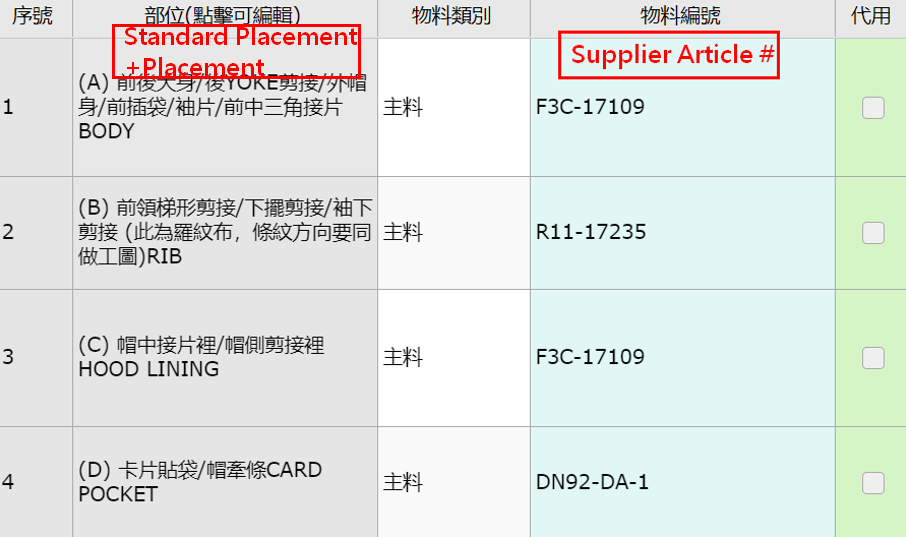 序號 部位(點擊可編輯) 物料類別 物料編號 代用
Standard Placement
+Placement
Supplier Article #
1
(A) 前後大身/後YOKE剪接/外帽
身/前插袋/袖片/前中三角接片
BODY
主料
F3C-17109
2
(B) 前領梯形剪接/下擺剪接/袖下
剪接 (此為羅紋布，條紋方向要同
做工圖)RIB
主料
R11-17235
3
(C) 帽中接片裡/帽側剪接裡
HOOD LINING
主料
F3C-17109
4
(D) 卡片貼袋/帽牽條CARD
POCKET
主料
DN92-DA-1